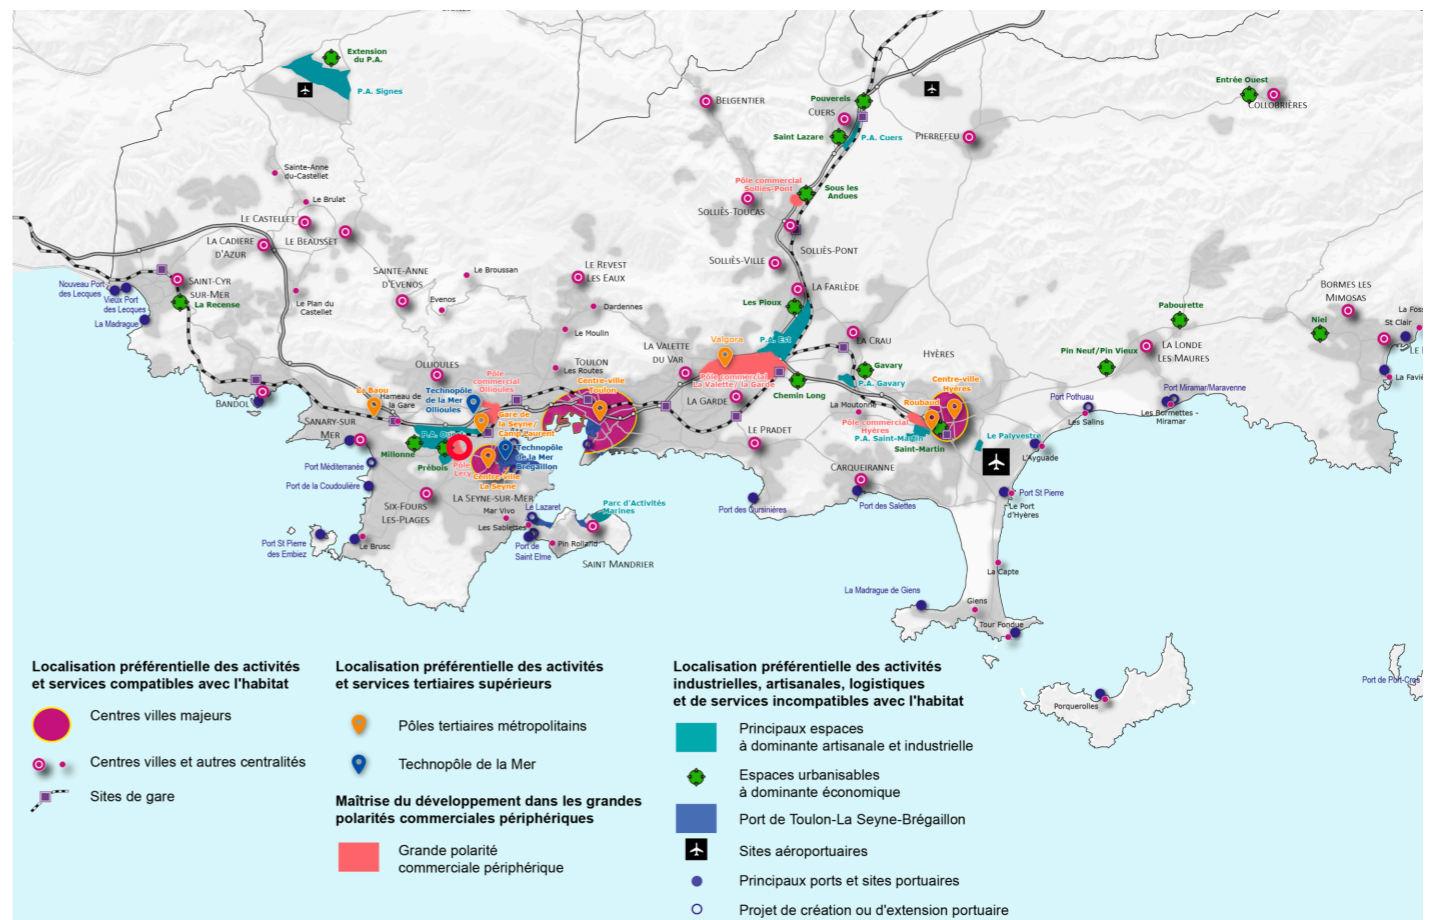 Extension
du P.A.
P.A. Signes
BELGENTIER
Pouvereis
CUERS
Saint Lazare
P.A. Cuers
PIERREFEU
Entrée Ouest
COLLOBRIÈRES
Sainte-Anne
du-Castellet
Le Brulat
LE CASTELLET
LE BEAUSSET
LA CADIERE
D'AZUR
Pôle commercial
Solliès-Pont
Sous les
Andues
SOLLIÈS-TOUCAS
SOLLIÈS-PONT
SOLLIÈS-VILLE
LA FARLÈDE
Les Pioux
Nouveau Port
des Lecques
Vieux Port
des Lecques
La Madrague
SAINT-CYR
SUR-MER
La Recense
Le Plan du
Castellet
SAINTE-ANNE
D'EVENOS
Evenos
Le Broussan
LE REVEST
LES EAUX
Dardennes
Le Moulin
Les Routes
TOULON
Centre-ville
Toulon
LA VALETTE
DU VAR
Valgora
P.A. Est
Pôle commercial
La Valette/ la Garde
LA GARDE
Chemin Long
LA CRAU
Gavary
P.A. Gavary
La Moutonne
HYÈRES
Centre-ville
Hyères
Roubaud
Pôle commercial
Hyères
P.A. Saint-Martin
Saint-Martin
Pin Neuf/Pin Vieux
Pabourette
LA LONDE
LES MAURES
Niel
BORMES LES
MIMOSAS
St Clair
Port Miramar/Maravenne
Les Bormettes -
Miramar
Port Pothuau
Les Salins
Le Palyvestre
L'Ayguade
BANDOL
OLLIOULES
La Baou
Hameau de
la Gare
Technopôle
de la Mer
Ollioules
Pôle
commercial
Ollioules
Gare de
la Seyne/
Camp Laurent
SANARY-SUR
MER
Millonne
Prébois
Pôle
Léry
Technopôle
de la Mer
Brégaillon
Centre-ville
La Seyne
LA SEYNE-SUR-MER
Port Méditerranée
Port de la Coudoulière
SIX-FOURS
LES-PLAGES
Mar Vivo
Les Sablettes
Le Lazaret
Parc d'Activités
Marines
Port St Pierre
des Embiez
Le Brusc
Port de
Saint Elme
Pin Rolland
SAINT MANDRIER
LE PRADET
CARQUEIRANNE
Port des Oursinières
Port des Salettes
Port St Pierre
Le Port
d'Hyères
La Capte
La Madrague de Giens
Giens
Tour Fondue
Porquerolles
Port de Port-Cros
Localisation préférentielle des activités
et services compatibles avec l'habitat
Centres villes majeurs
Centres villes et autres centralités
Sites de gare
Localisation préférentielle des activités
et services tertiaires supérieurs
Pôles tertiaires métropolitains
Technopôle de la Mer
Maîtrise du développement dans les grandes
polarités commerciales périphériques
Grande polarité
commerciale périphérique
Localisation préférentielle des activités
industrielles, artisanales, logistiques
et de services incompatibles avec l'habitat
Principaux espaces
à dominante artisanale et industrielle
Espaces urbanisables
à dominante économique
Port de Toulon-La Seyne-Brégaillon
Sites aéroportuaires
Principaux ports et sites portuaires
Projet de création ou d'extension portuaire